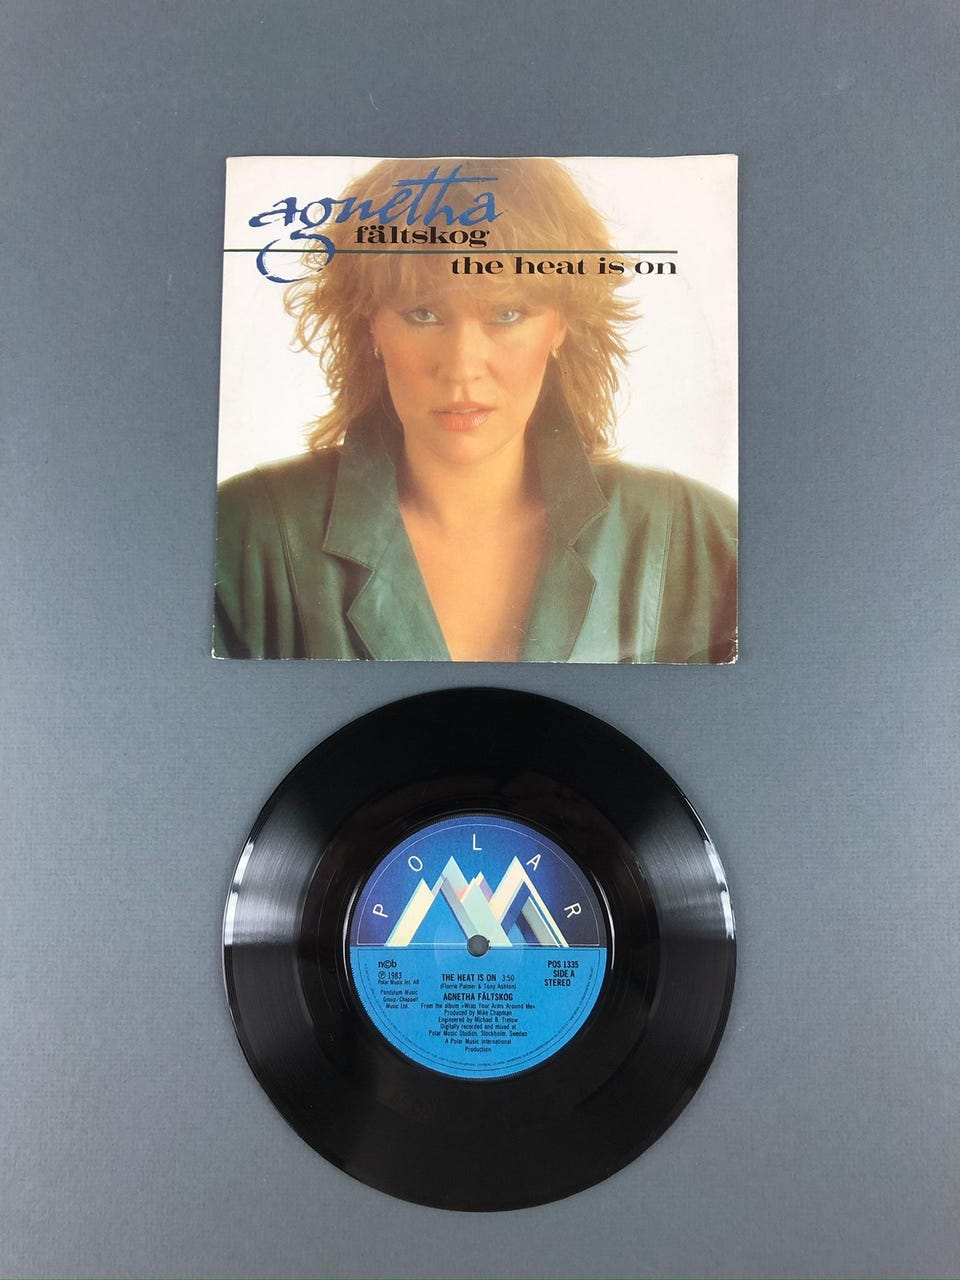 agnetha
fältskog
the heat is on
POLAR
n©b
℗ 1983
Polar Music Int. AB
Pendulum Music
Group/Chappell
Music Ltd.
THE HEAT IS ON 3:50
(Florrie Palmer & Tony Ashton)
AGNETHA FÄLTSKOG
From the album »Wrap Your Arms Around Me«
Produced by Mike Chapman
Engineered by Michael B. Tretow
Digitally recorded and mixed at
Polar Music Studios, Stockholm, Sweden
A Polar Music International
Production
POS 1335
SIDE A
STEREO